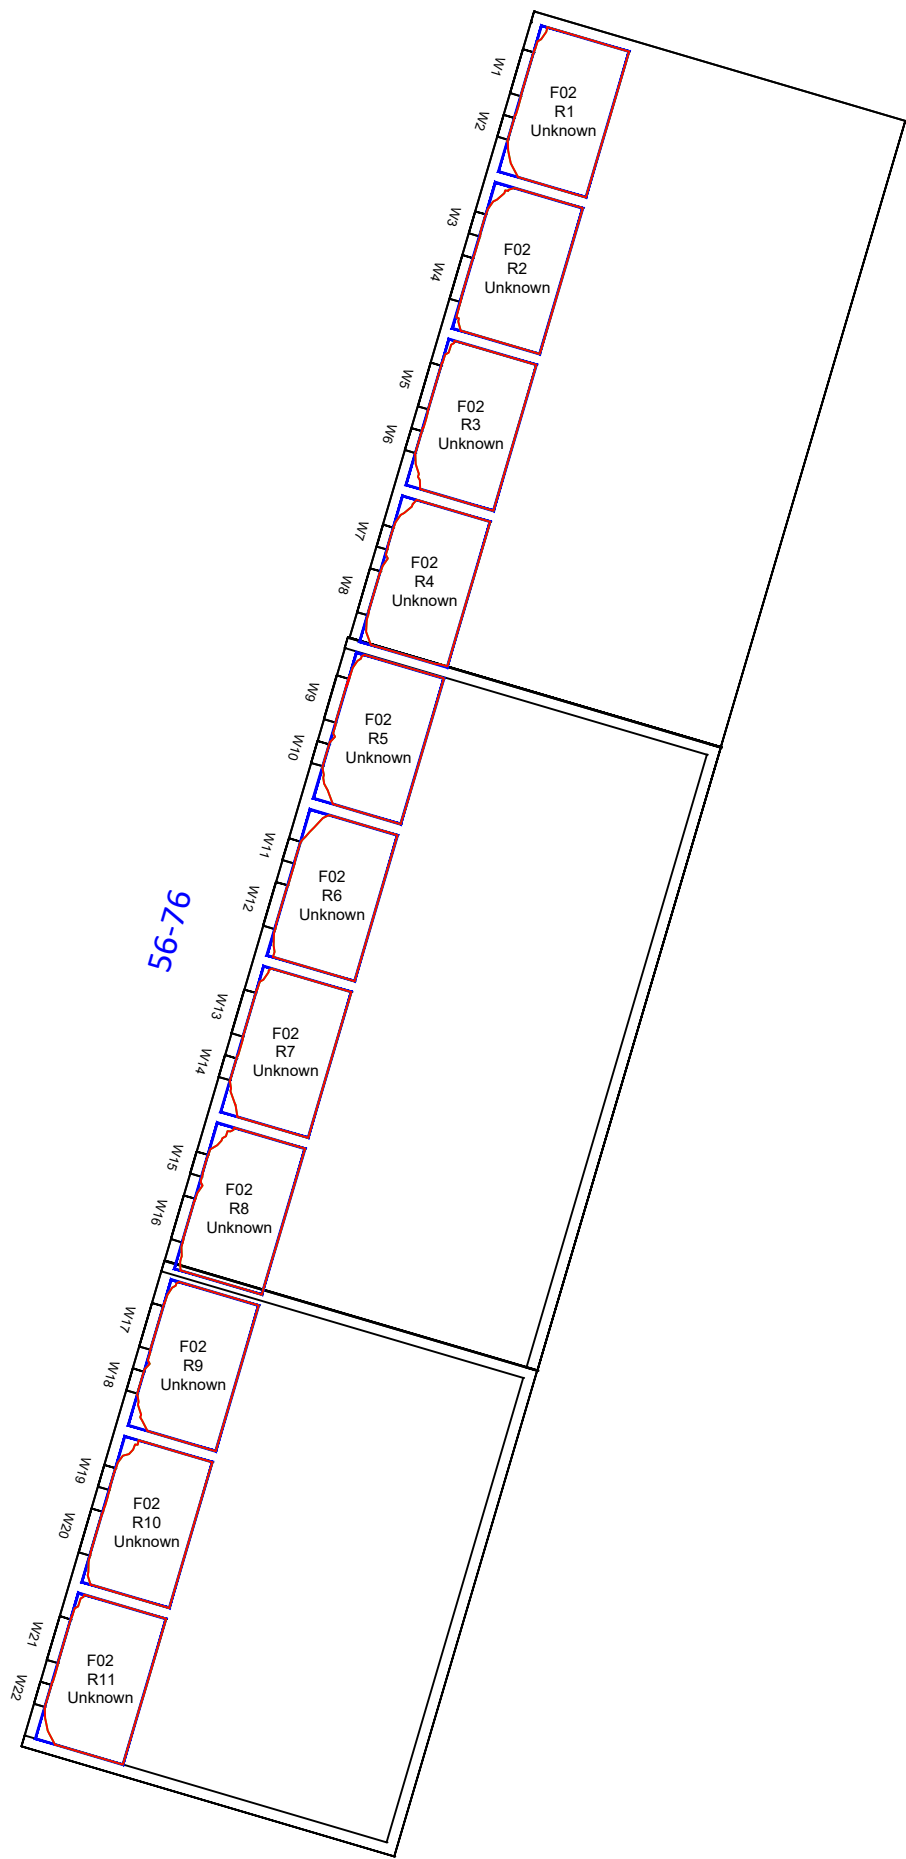 W1
F02
R1
Unknown
W2
W3
F02
R2
Unknown
W4
W5
F02
R3
Unknown
W6
W7
F02
R4
Unknown
W8
W9
F02
R5
Unknown
W10
W11
F02
R6
Unknown
W12
56-76
W13
F02
R7
Unknown
W14
W15
F02
R8
Unknown
W16
W17
F02
R9
Unknown
W18
W19
F02
R10
Unknown
W20
W21
F02
R11
Unknown
W22